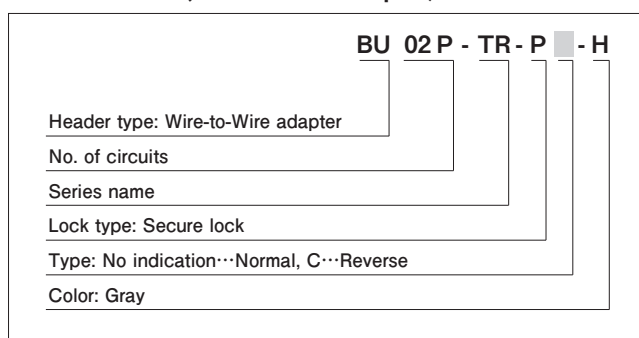 BU 02 P - TR - P - H
Header type: Wire-to-Wire adapter
No. of circuits
Series name
Lock type: Secure lock
Type: No indication⋯Normal, C⋯Reverse
Color: Gray